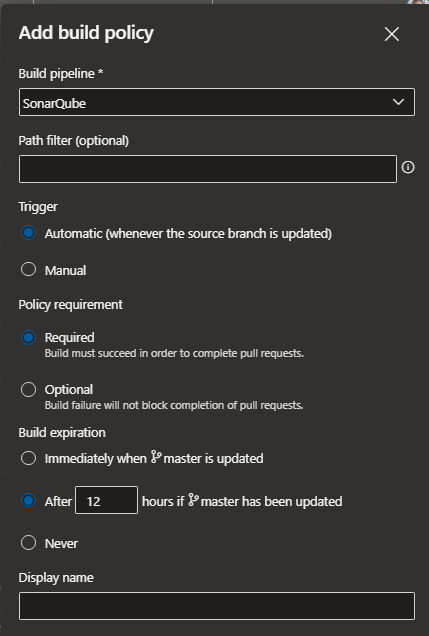 Add build policy
Build pipeline *
SonarQube
Path filter (optional)
Trigger
Automatic (whenever the source branch is updated)
Manual
Policy requirement
Required
Build must succeed in order to complete pull requests.
Optional
Build failure will not block completion of pull requests.
Build expiration
Immediately when master is updated
After 12 hours if master has been updated
Never
Display name